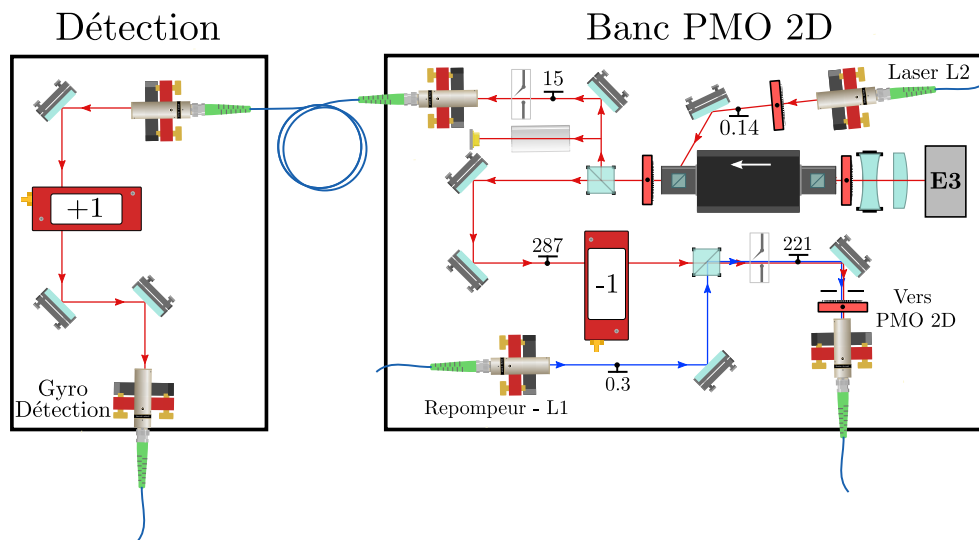 Détection
Banc PMO 2D
Laser L2
15
0.14
E3
+1
287
-1
221
Vers
PMO 2D
0.3
Repompeur - L1
Gyro
Détection